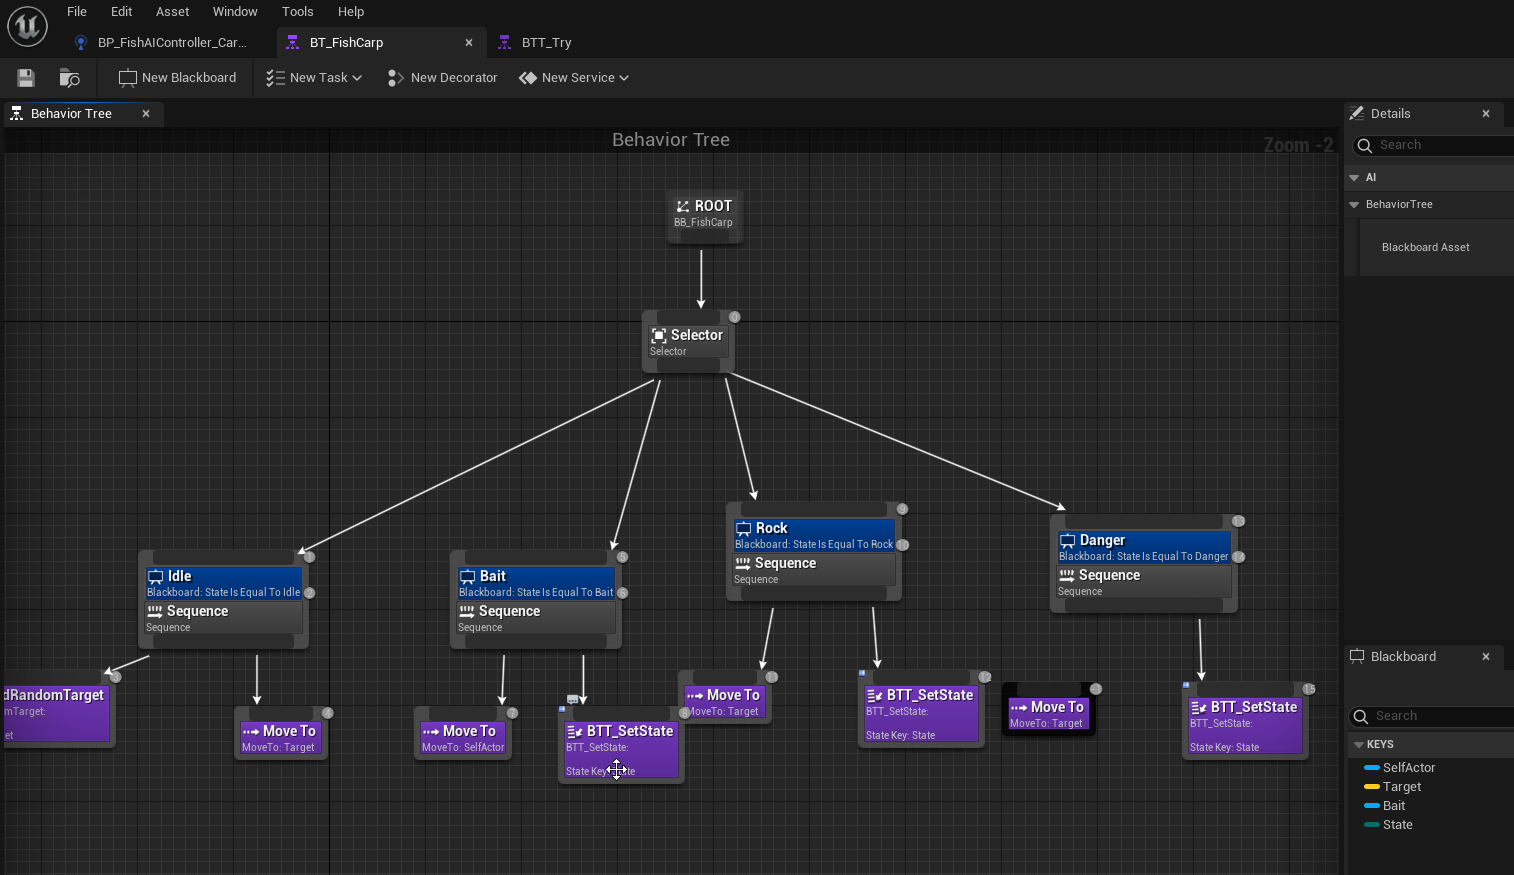 File Edit Asset Window Tools Help
BP_FishAIController_Car... BT_FishCarp BTT_Try
New Blackboard New Task New Decorator New Service
Behavior Tree
Details
Behavior Tree
Zoom -2
Search
AI
BehaviorTree
Blackboard Asset
ROOT
BB_FishCarp
Selector
Selector
0
Idle
Blackboard: State Is Equal To Idle
Sequence
Sequence
1
2
Bait
Blackboard: State Is Equal To Bait
Sequence
Sequence
5
6
Rock
Blackboard: State Is Equal To Rock
Sequence
Sequence
9
10
Danger
Blackboard: State Is Equal To Danger
Sequence
Sequence
13
14
dRandomTarget
mTarget:
et
3
Move To
MoveTo: Target
4
Move To
MoveTo: SelfActor
7
BTT_SetState
BTT_SetState:
State Key:
8
Move To
MoveTo: Target
11
BTT_SetState
BTT_SetState:
State Key: State
12
Move To
MoveTo: Target
-1
BTT_SetState
BTT_SetState:
State Key: State
15
Blackboard
Search
KEYS
SelfActor
Target
Bait
State